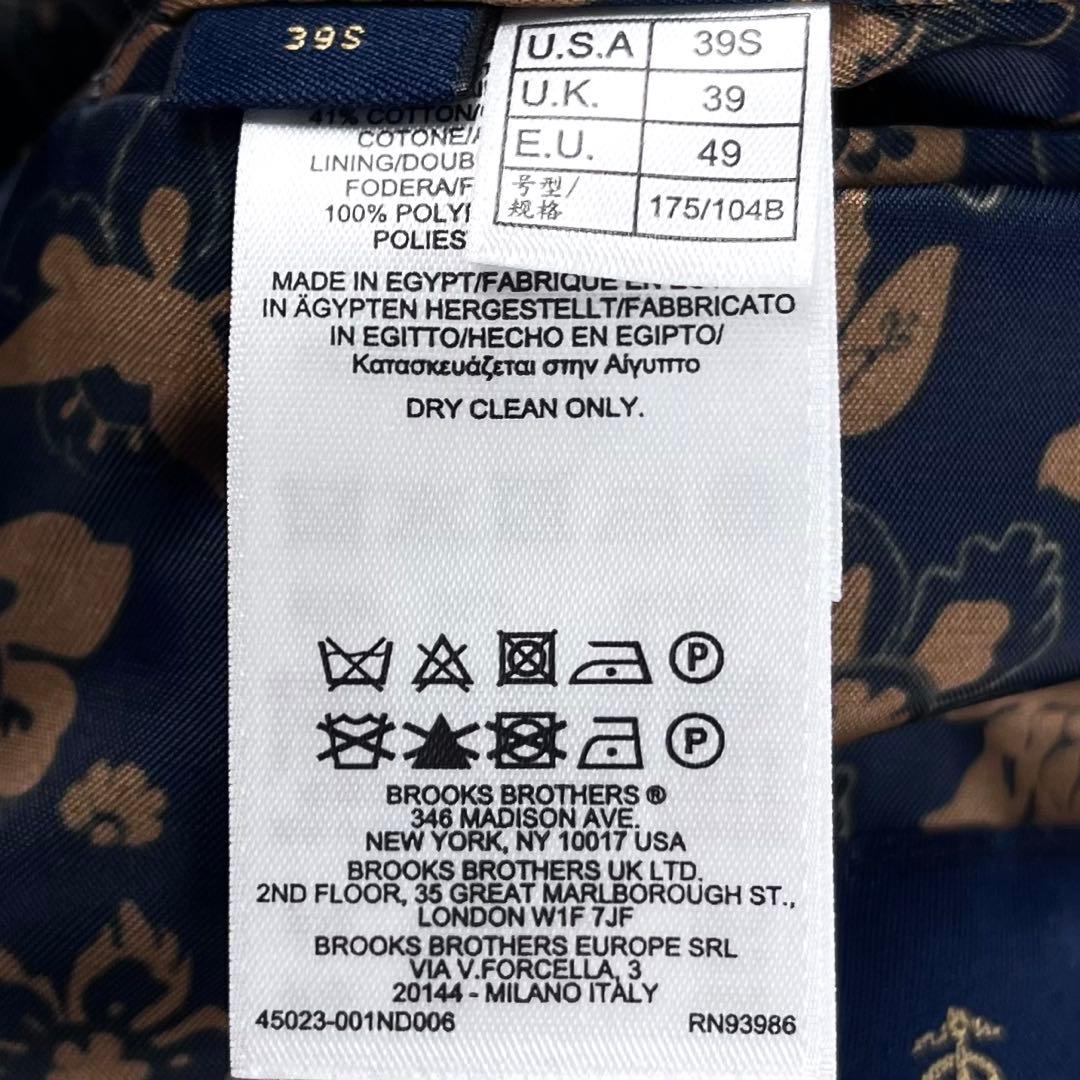 39S
U.S.A 39S
U.K. 39
E.U. 49
号型/
规格 175/104B
41% COTTON/
COTONE/
LINING/
FODERA/
100%
MADE IN EGYPT/FABRIQUE EN
IN ÄGYPTEN HERGESTELLT/FABBRICATO
IN EGITTO/HECHO EN EGIPTO/
Κατασκευάζεται στην Αίγυπτο
DRY CLEAN ONLY.
P
P
BROOKS BROTHERS ®
346 MADISON AVE.
NEW YORK, NY 10017 USA
BROOKS BROTHERS UK LTD.
2ND FLOOR, 35 GREAT MARLBOROUGH ST.,
LONDON W1F 7JF
BROOKS BROTHERS EUROPE SRL
VIA V.FORCELLA, 3
20144 - MILANO ITALY
45023-001ND006 RN93986